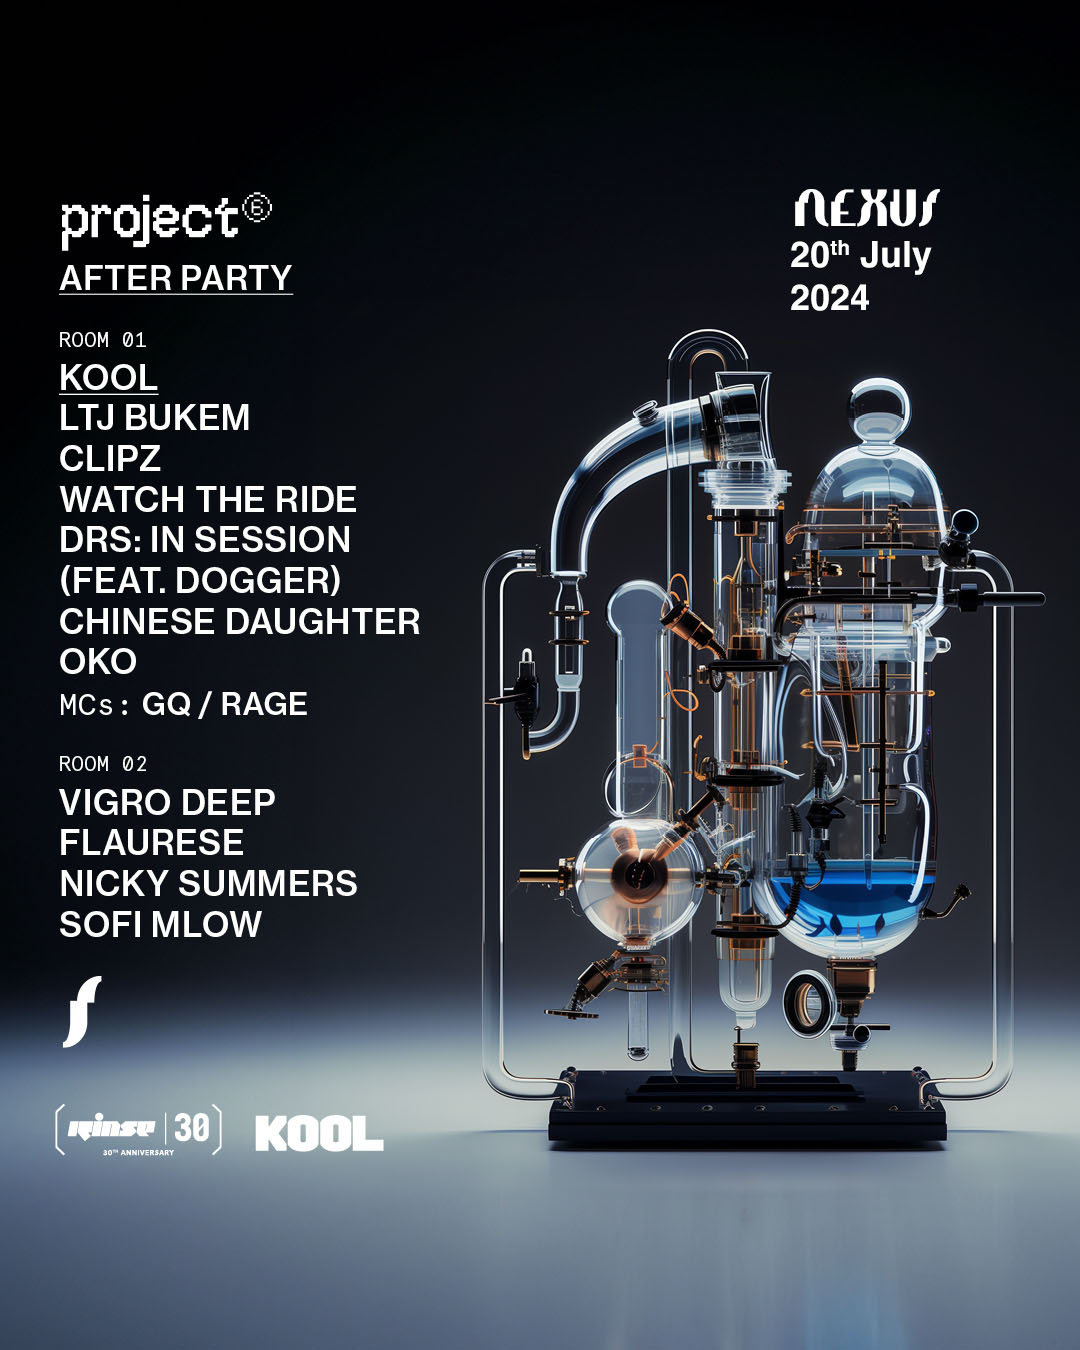 project⑥
AFTER PARTY
ROOM 01
KOOL
LTJ BUKEM
CLIPZ
WATCH THE RIDE
DRS: IN SESSION
(FEAT. DOGGER)
CHINESE DAUGHTER
OKO
MCs: GQ / RAGE
ROOM 02
VIGRO DEEP
FLAURESE
NICKY SUMMERS
SOFI MLOW
NEXUS
20th July
2024
rinse | 30
30TH ANNIVERSARY
KOOL